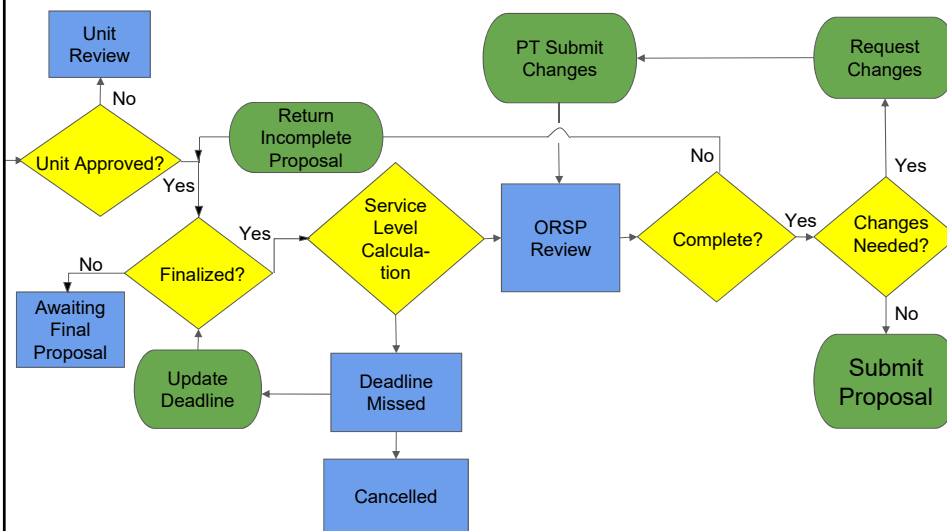 Unit
Review
No
Unit Approved?
Yes
Return
Incomplete
Proposal
PT Submit
Changes
Request
Changes
No
Yes
Finalized?
Yes
No
Awaiting
Final
Proposal
Service
Level
Calcula-
tion
ORSP
Review
Complete?
Yes
Changes
Needed?
No
Submit
Proposal
Update
Deadline
Deadline
Missed
Cancelled